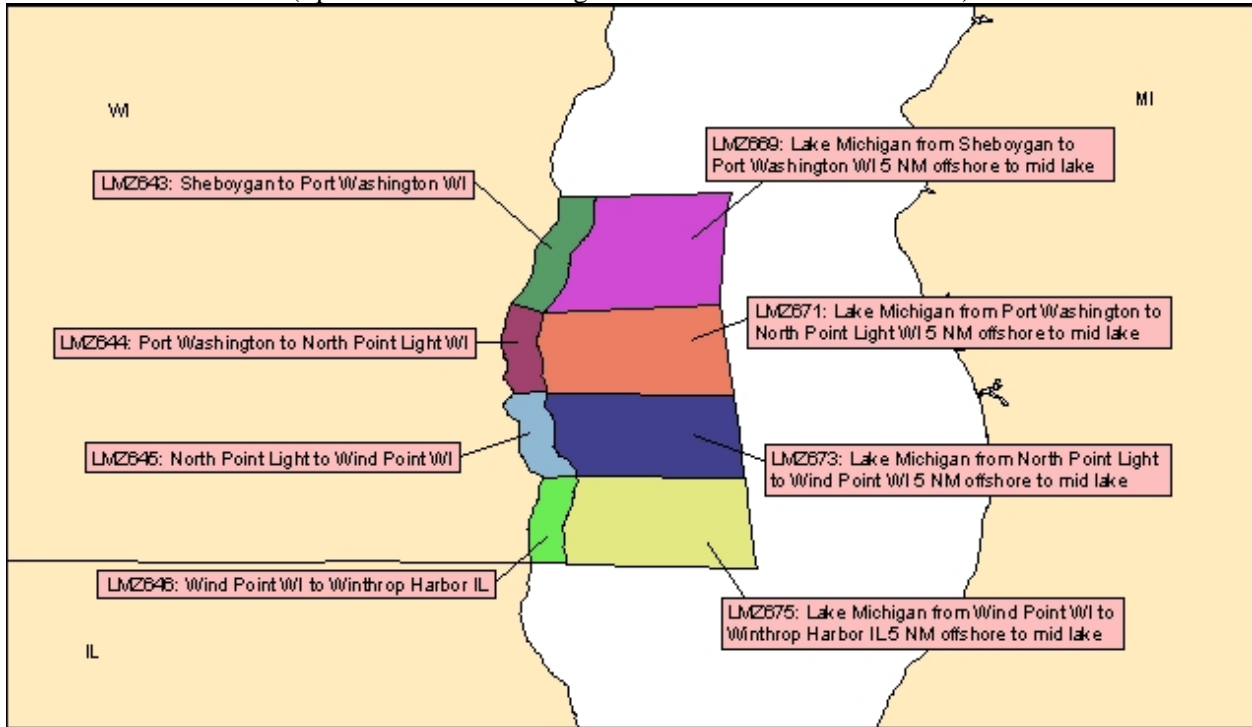 WI
MI
LMZ669: Lake Michigan from Sheboygan to
Port Washington WI 5 NM offshore to mid lake
LMZ643: Sheboygan to Port Washington WI
LMZ671: Lake Michigan from Port Washington to
North Point Light WI 5 NM offshore to mid lake
LMZ644: Port Washington to North Point Light WI
LMZ645: North Point Light to Wind Point WI
LMZ673: Lake Michigan from North Point Light
to Wind Point WI 5 NM offshore to mid lake
LMZ646: Wind Point WI to Winthrop Harbor IL
LMZ675: Lake Michigan from Wind Point WI to
Winthrop Harbor IL 5 NM offshore to mid lake
IL